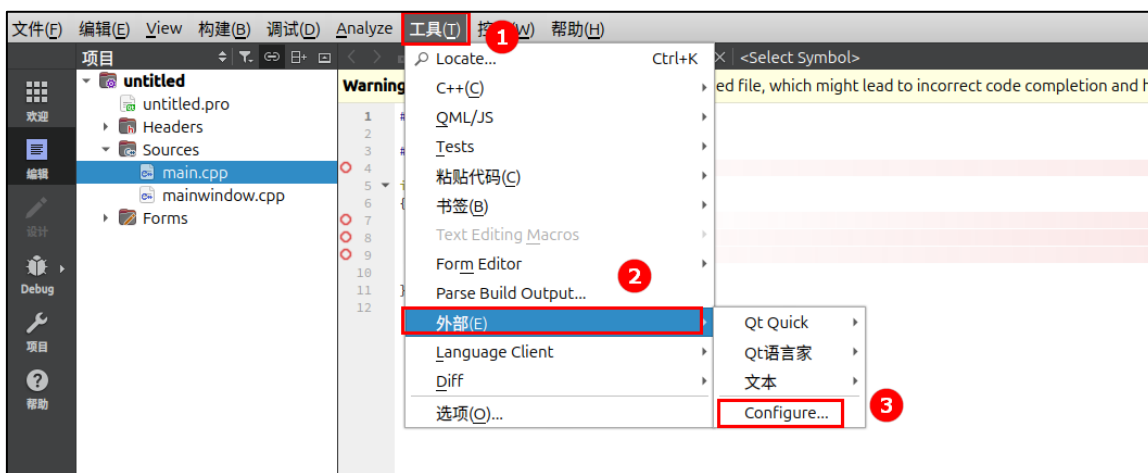 文件(F) 编辑(E) View 构建(B) 调试(D) Analyze 工具(T) 控 (W) 帮助(H)
1
项目
<Select Symbol>
欢迎
编辑
设计
Debug
项目
帮助
untitled
untitled.pro
Headers
Sources
main.cpp
mainwindow.cpp
Forms
Warning
ed file, which might lead to incorrect code completion and h
1
2
3
4
5
6
7
8
9
10
11
12
Locate... Ctrl+K
C++(C)
QML/JS
Tests
粘贴代码(C)
书签(B)
Text Editing Macros
Form Editor
2
Parse Build Output...
外部(E)
Language Client
Diff
选项(O)...
Qt Quick
Qt语言家
文本
Configure...
3